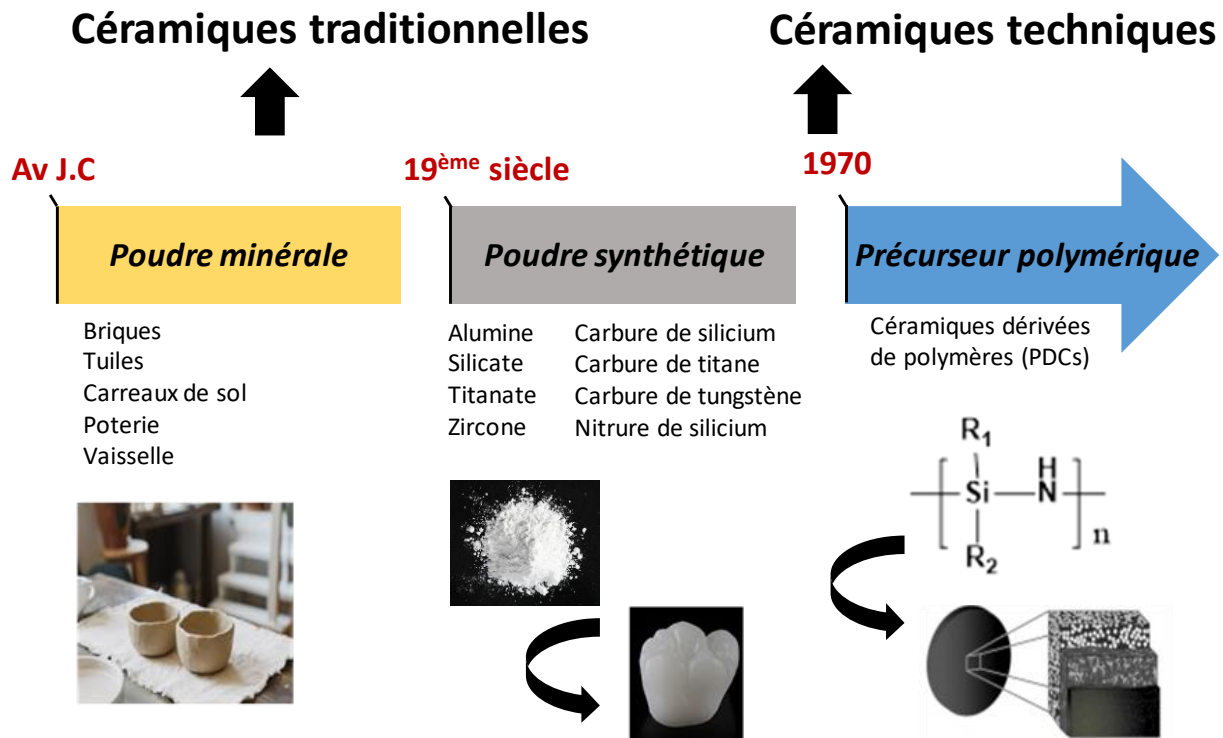 Céramiques traditionnelles
Céramiques techniques
Av J.C
19ème siècle
1970
Poudre minérale
Poudre synthétique
Précurseur polymérique
Briques
Tuiles
Carreaux de sol
Poterie
Vaisselle
Alumine
Silicate
Titanate
Zircone
Carbure de silicium
Carbure de titane
Carbure de tungstène
Nitrure de silicium
Céramiques dérivées
de polymères (PDCs)
R1
H
Si
N
n
R2